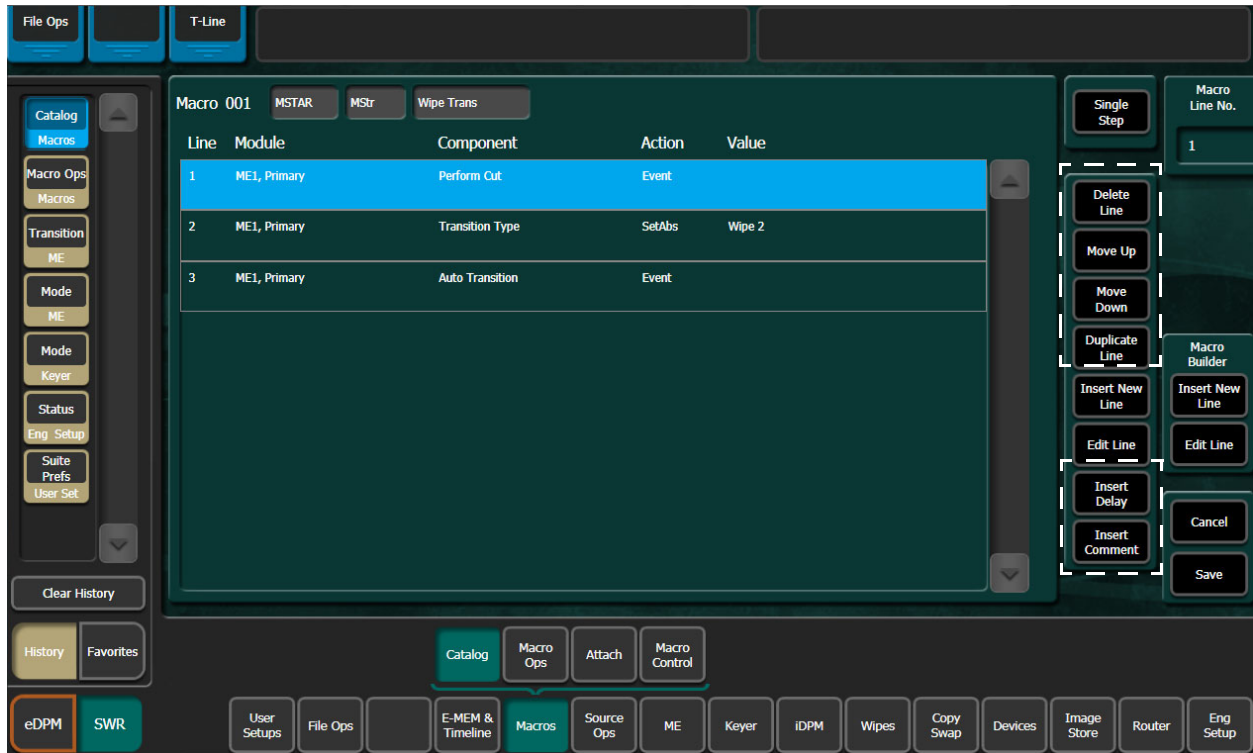 File Ops
T-Line
Catalog
Macros
Macro Ops
Macros
Transition
ME
Mode
ME
Mode
Keyer
Status
Eng Setup
Suite
Prefs
User Set
Clear History
History
Favorites
Macro 001 MSTAR MStr Wipe Trans
Line Module Component Action Value
1 ME1, Primary Perform Cut Event
2 ME1, Primary Transition Type SetAbs Wipe 2
3 ME1, Primary Auto Transition Event
Single
Step
Delete
Line
Move Up
Move
Down
Duplicate
Line
Insert New
Line
Edit Line
Insert
Delay
Insert
Comment
Macro
Line No.
1
Macro
Builder
Insert New
Line
Edit Line
Cancel
Save
Catalog
Macro
Ops
Attach
Macro
Control
eDPM
SWR
User
Setups
File Ops
E-MEM &
Timeline
Macros
Source
Ops
ME
Keyer
iDPM
Wipes
Copy
Swap
Devices
Image
Store
Router
Eng
Setup